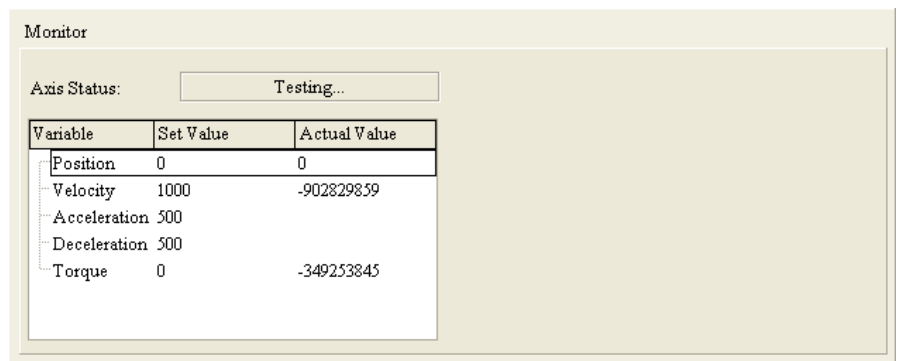 Monitor
Axis Status: Testing...
Variable Set Value Actual Value
Position 0 0
Velocity 1000 -902829859
Acceleration 500
Deceleration 500
Torque 0 -349253845